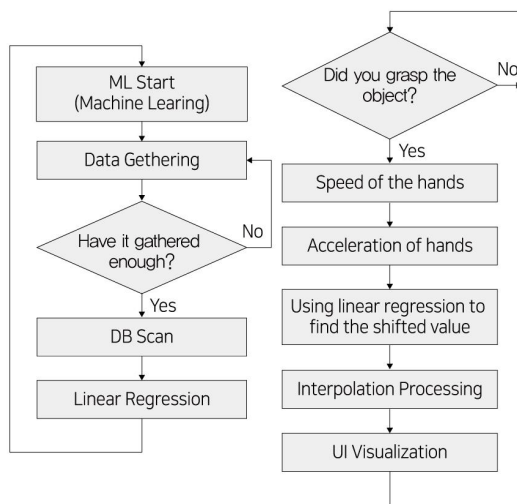 ML Start
(Machine Learing)
Data Gethering
Have it gathered
enough?
No
Yes
DB Scan
Linear Regression
Did you grasp the
object?
No
Yes
Speed of the hands
Acceleration of hands
Using linear regression to
find the shifted value
Interpolation Processing
UI Visualization